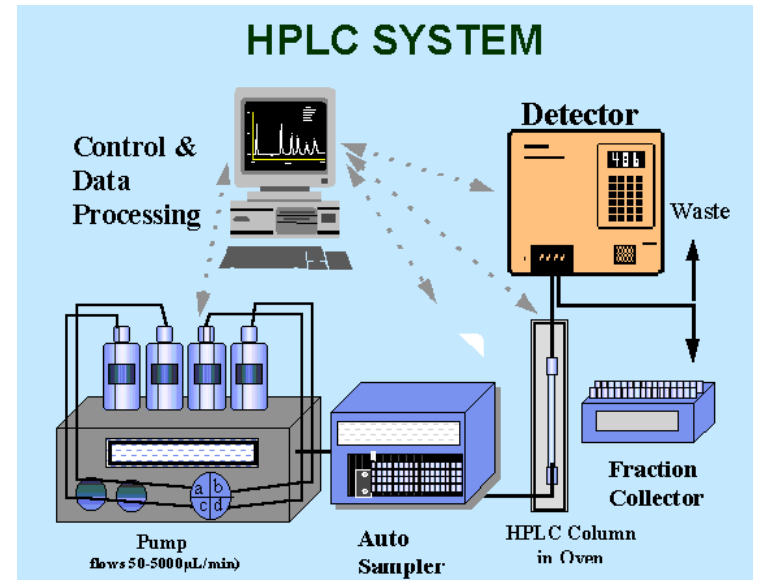 HPLC SYSTEM
Control &
Data
Processing
Detector
486
Waste
a b
c d
Pump
flows 50-5000µL/min)
Auto
Sampler
HPLC Column
in Oven
Fraction
Collector